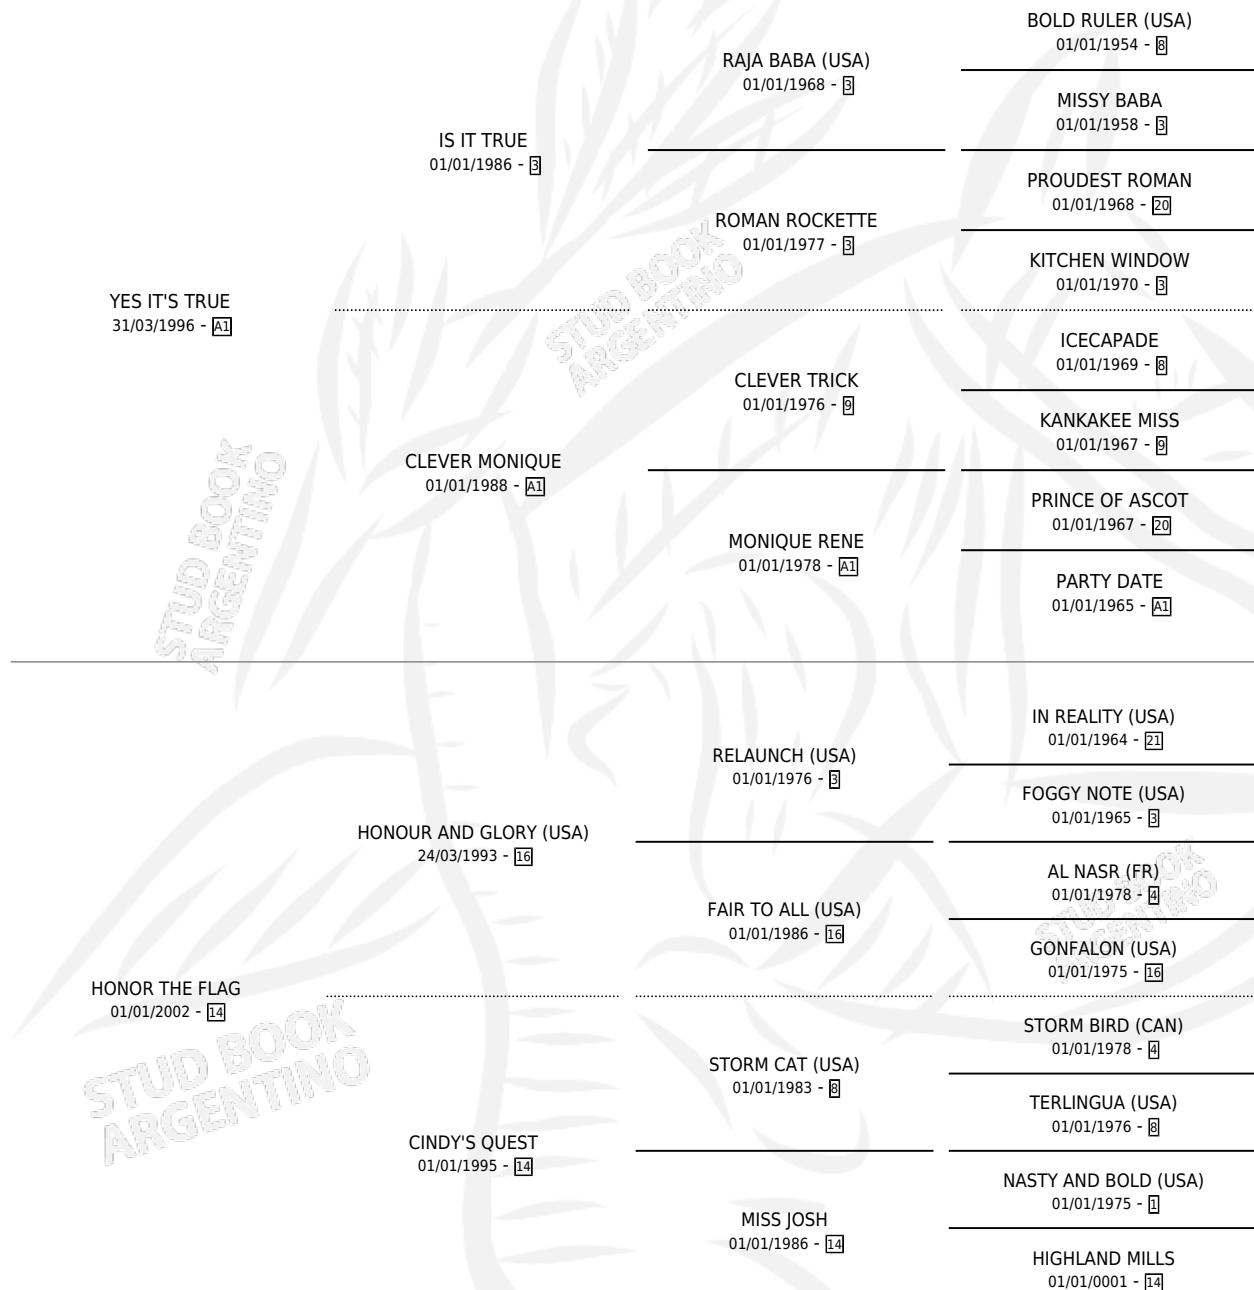 BOLD RULER (USA)
01/01/1954 - 8
RAJA BABA (USA)
01/01/1968 - 3
MISSY BABA
01/01/1958 - 3
IS IT TRUE
01/01/1986 - 3
PROUDEST ROMAN
01/01/1968 - 20
ROMAN ROCKETTE
01/01/1977 - 3
KITCHEN WINDOW
01/01/1970 - 3
YES IT'S TRUE
31/03/1996 - A1
STUD BOOK
ARGENTINO
ICECAPADE
01/01/1969 - 8
CLEVER TRICK
01/01/1976 - 9
KANKAKEE MISS
01/01/1967 - 9
CLEVER MONIQUE
01/01/1988 - A1
PRINCE OF ASCOT
01/01/1967 - 20
MONIQUE RENE
01/01/1978 - A1
PARTY DATE
01/01/1965 - A1
STUD BOOK
ARGENTINO
IN REALITY (USA)
01/01/1964 - 21
RELAUNCH (USA)
01/01/1976 - 3
FOGGY NOTE (USA)
01/01/1965 - 3
HONOUR AND GLORY (USA)
24/03/1993 - 16
AL NASR (FR)
01/01/1978 - 4
FAIR TO ALL (USA)
01/01/1986 - 16
STUD BOOK
ARGENTINO
GONFALON (USA)
01/01/1975 - 16
HONOR THE FLAG
01/01/2002 - 14
STUD BOOK
ARGENTINO
STORM BIRD (CAN)
01/01/1978 - 4
STORM CAT (USA)
01/01/1983 - 8
TERLINGUA (USA)
01/01/1976 - 8
CINDY'S QUEST
01/01/1995 - 14
NASTY AND BOLD (USA)
01/01/1975 - 1
MISS JOSH
01/01/1986 - 14
HIGHLAND MILLS
01/01/0001 - 14